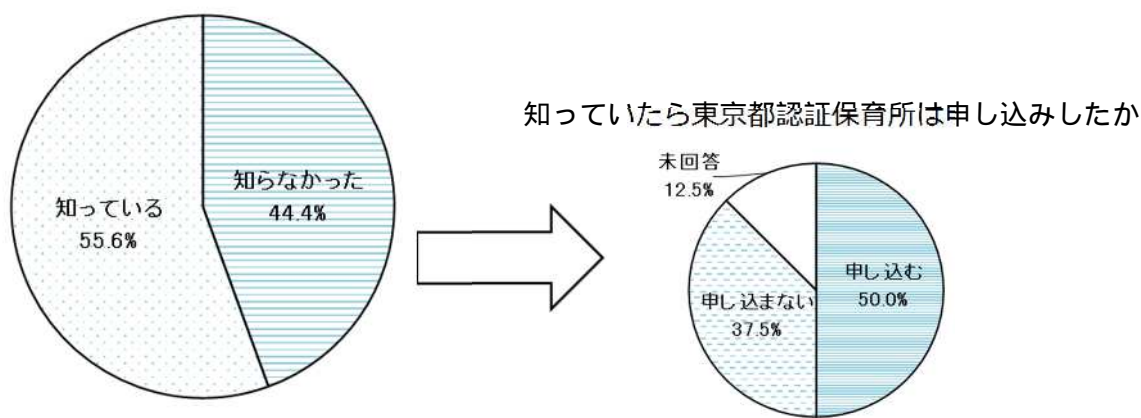 知っていたら東京都認証保育所は申し込みしたか
知っている
55.6%
知らなかった
44.4%
未回答
12.5%
申し込まない
37.5%
申し込む
50.0%